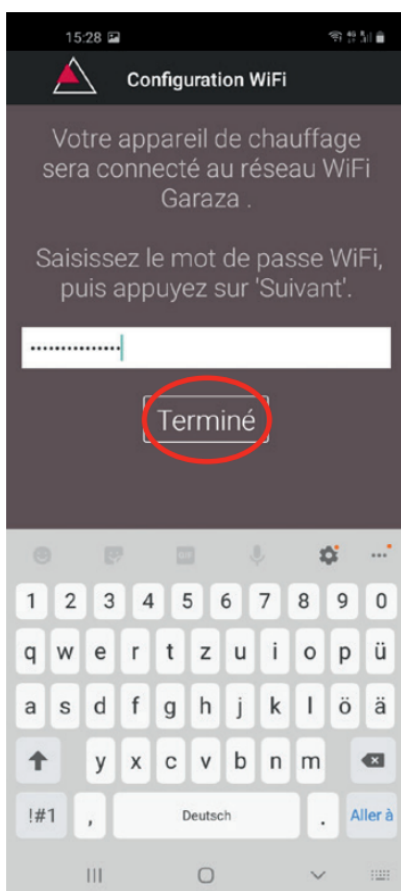 15:28
Configuration WiFi
Votre appareil de chauffage
sera connecté au réseau WiFi
Garaza .
Saisissez le mot de passe WiFi,
puis appuyez sur 'Suivant'.
•••••••••••••••
Terminé
GIF
1 2 3 4 5 6 7 8 9 0
q w e r t z u i o p ü
a s d f g h j k l ö ä
y x c v b n m
!#1 , Deutsch . Aller à